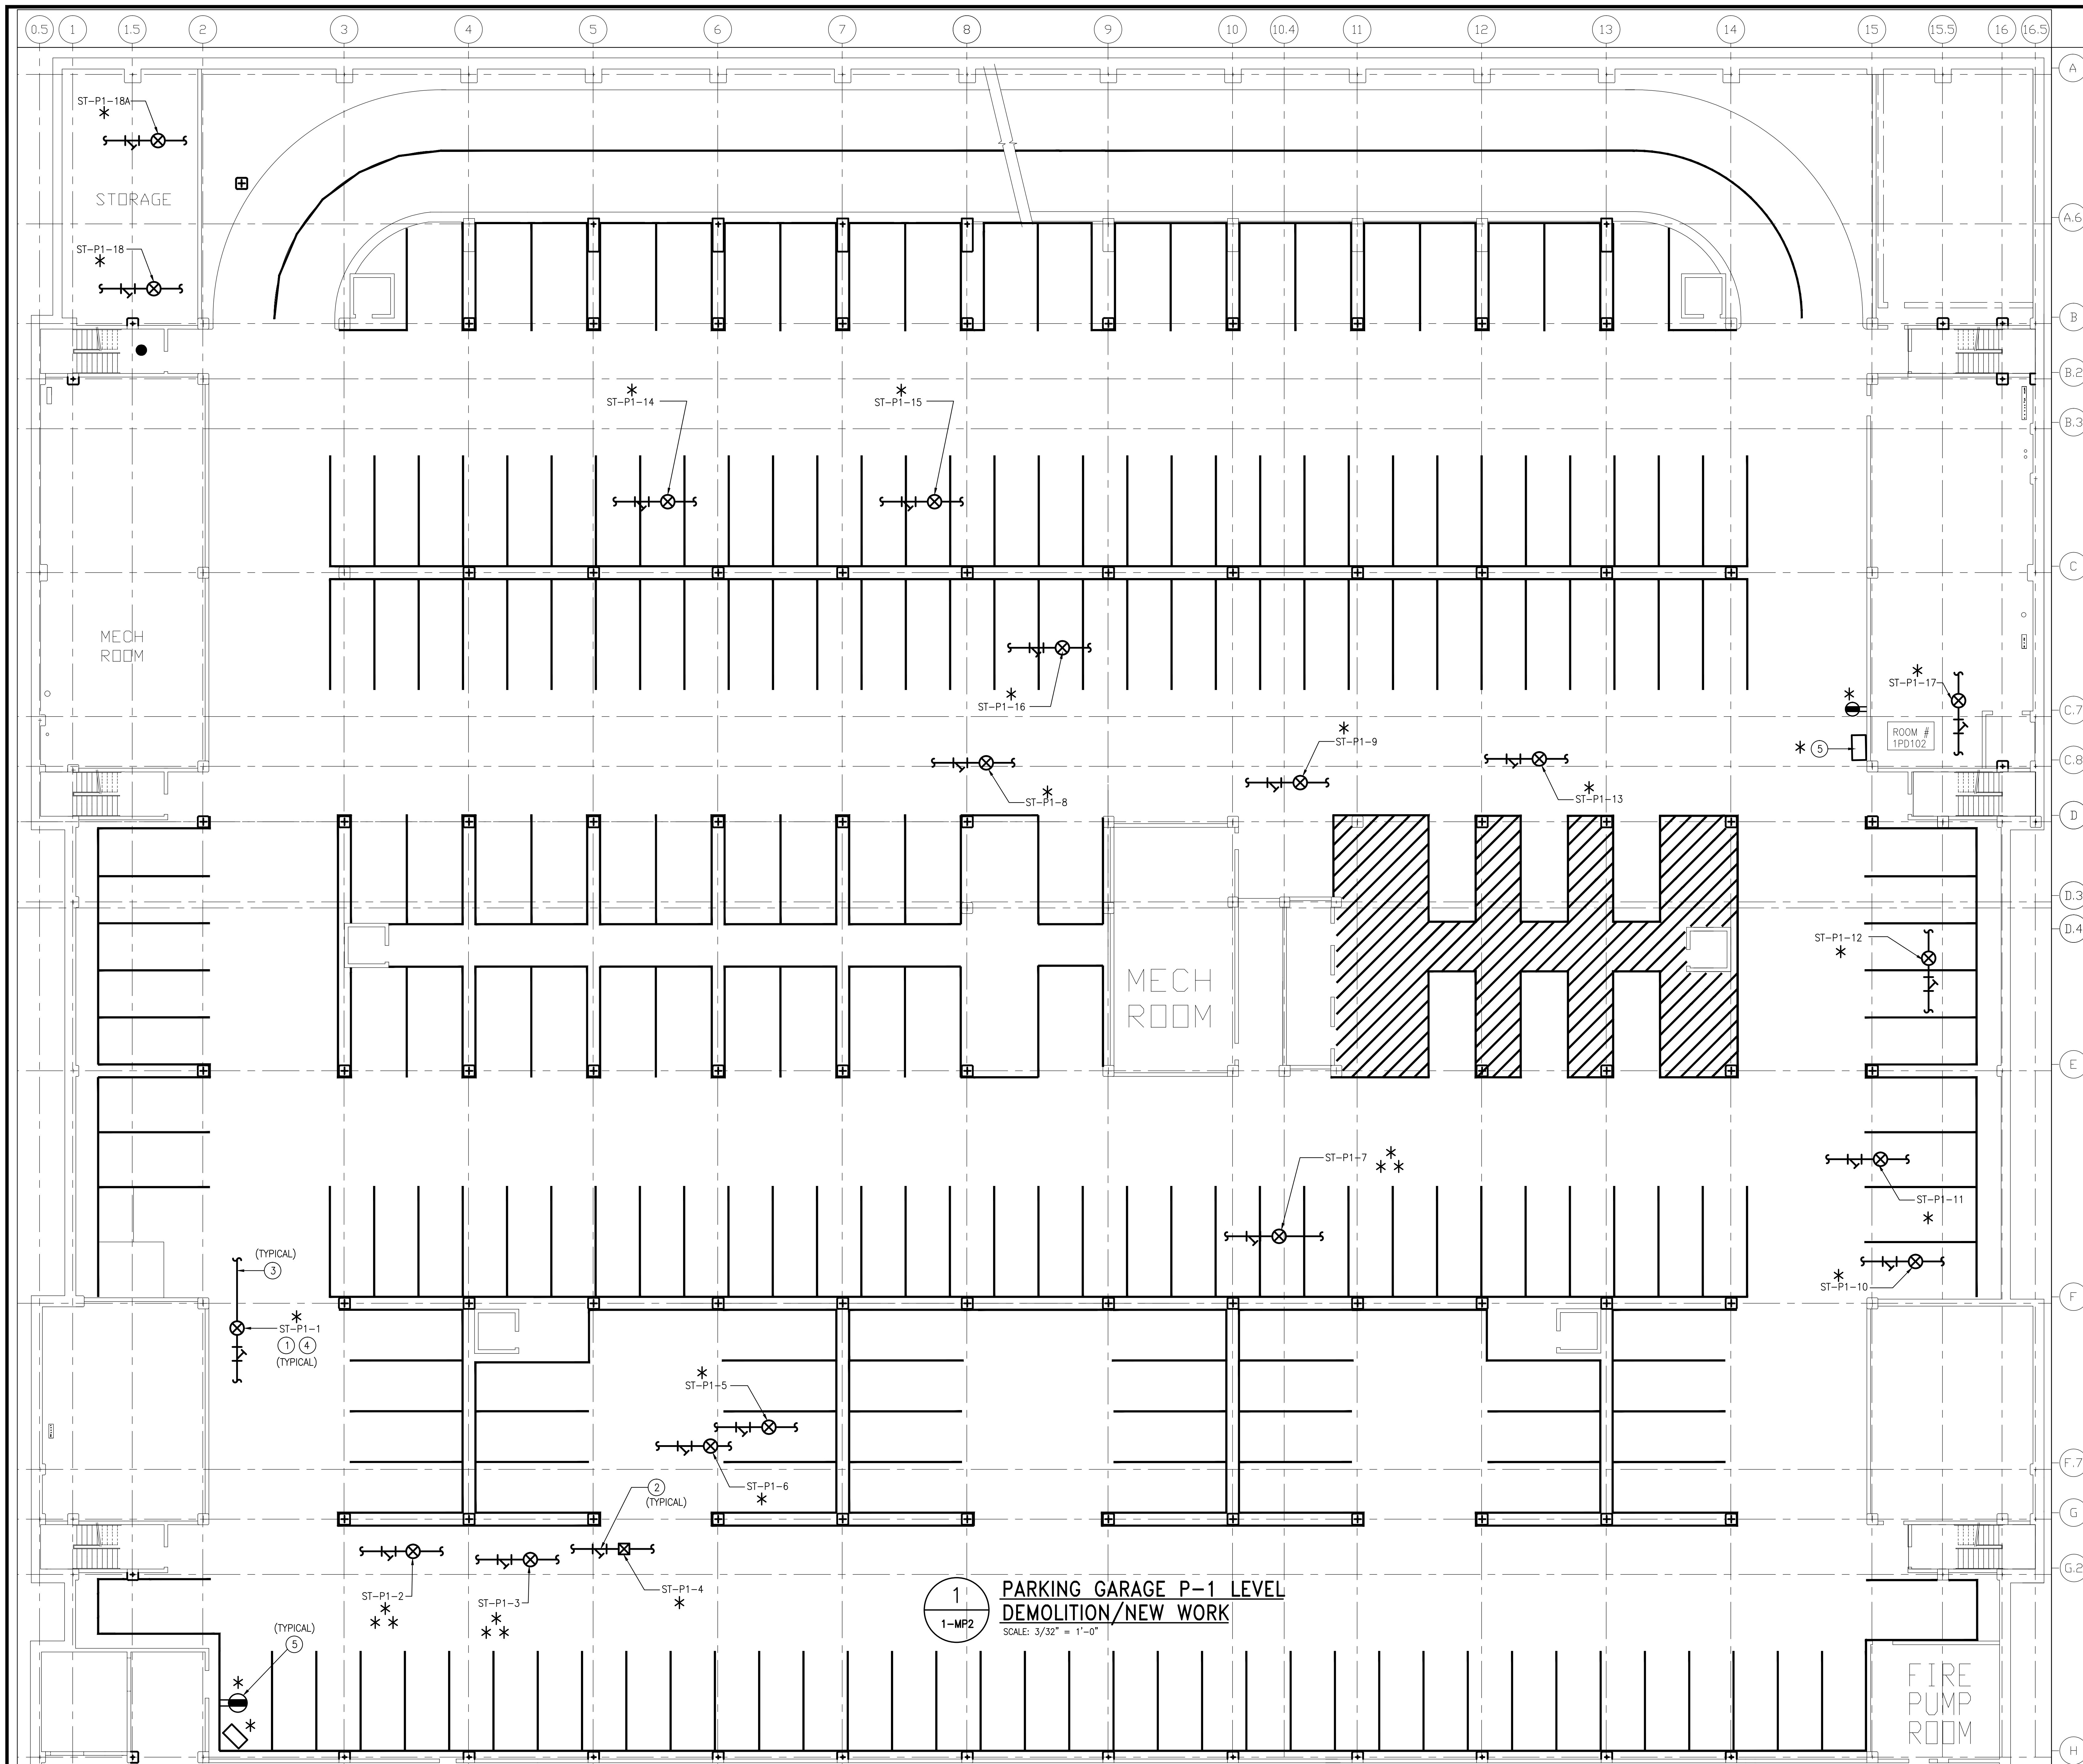 0.5 1 1.5 2 3 4 5 6 7 8 9 10 10.4 11 12 13 14 15 15.5 16 16.5
A
ST-P1-18A
*
STORAGE
A.6
ST-P1-18
*
B
B.2
*
ST-P1-14
*
ST-P1-15
B.3
C
MECH
ROOM
*
ST-P1-16
*
ST-P1-17
*
C.7
ROOM #
1PD102
* 5
*
ST-P1-9
C.8
*
ST-P1-8
*
ST-P1-13
D
D.3
D.4
ST-P1-12
*
MECH
ROOM
E
ST-P1-7
*
* *
ST-P1-11
*
(TYPICAL)
3
*
ST-P1-10
F
*
ST-P1-1
1 4
(TYPICAL)
*
ST-P1-5
F.7
ST-P1-6
*
2
(TYPICAL)
G
G.2
ST-P1-2
*
* *
ST-P1-3
*
* *
ST-P1-4
*
1
1-MP2
PARKING GARAGE P-1 LEVEL
DEMOLITION/NEW WORK
SCALE: 3/32" = 1'-0"
(TYPICAL)
5
*
*
FIRE
PUMP
ROOM
H